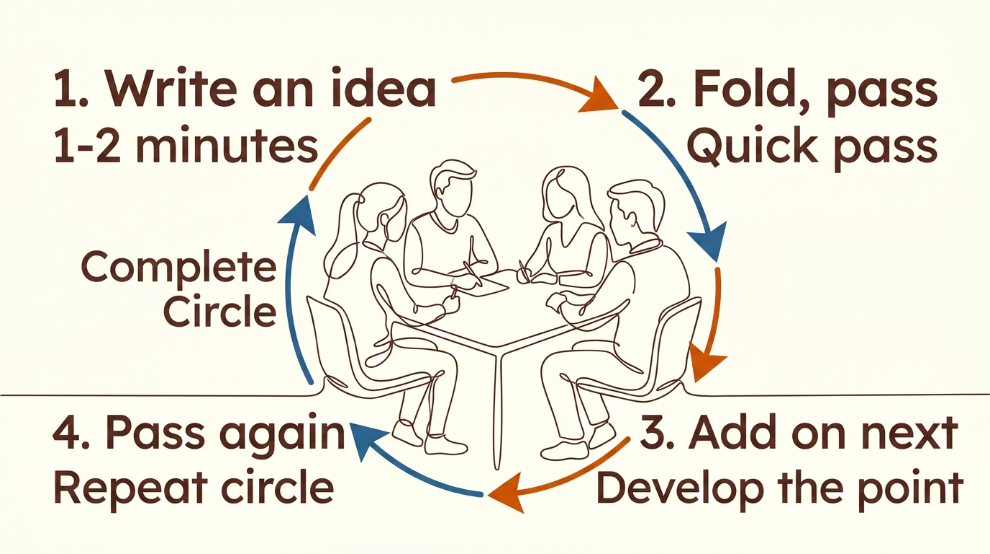 1. Write an idea
1-2 minutes
2. Fold, pass
Quick pass
Complete
Circle
4. Pass again
Repeat circle
3. Add on next
Develop the point